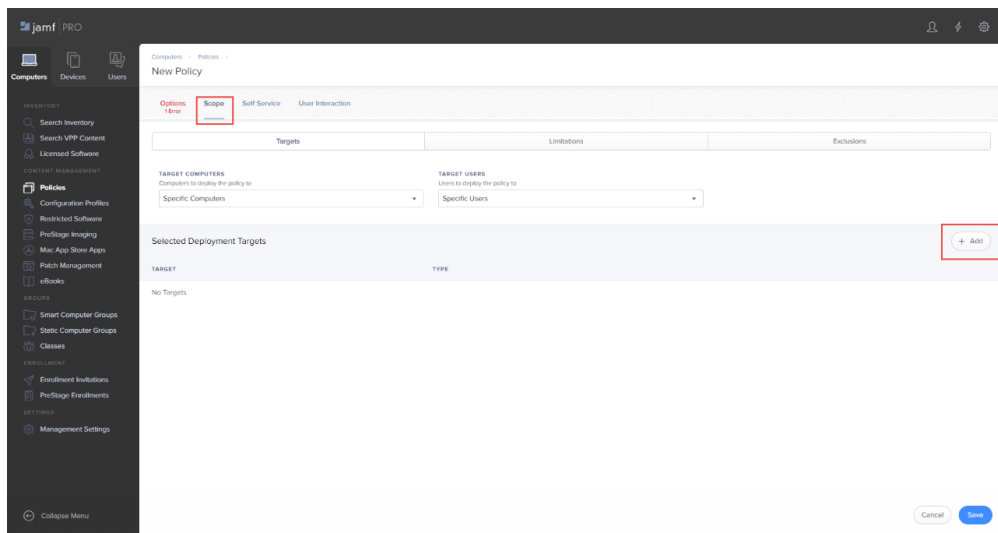 jamf PRO
Computers Devices Users
INVENTORY
Search Inventory
Search VPP Content
Licensed Software
CONTENT MANAGEMENT
Policies
Configuration Profiles
Restricted Software
PreStage Imaging
Mac App Store Apps
Patch Management
eBooks
GROUPS
Smart Computer Groups
Static Computer Groups
Classes
ENROLLMENT
Enrollment Invitations
PreStage Enrollments
SETTINGS
Management Settings
Collapse Menu
Computers > Policies >
New Policy
Options Scope Self Service User Interaction
1 Error
Targets Limitations Exclusions
TARGET COMPUTERS TARGET USERS
Computers to deploy the policy to Users to deploy the policy to
Specific Computers Specific Users
Selected Deployment Targets + Add
TARGET TYPE
No Targets
Cancel Save